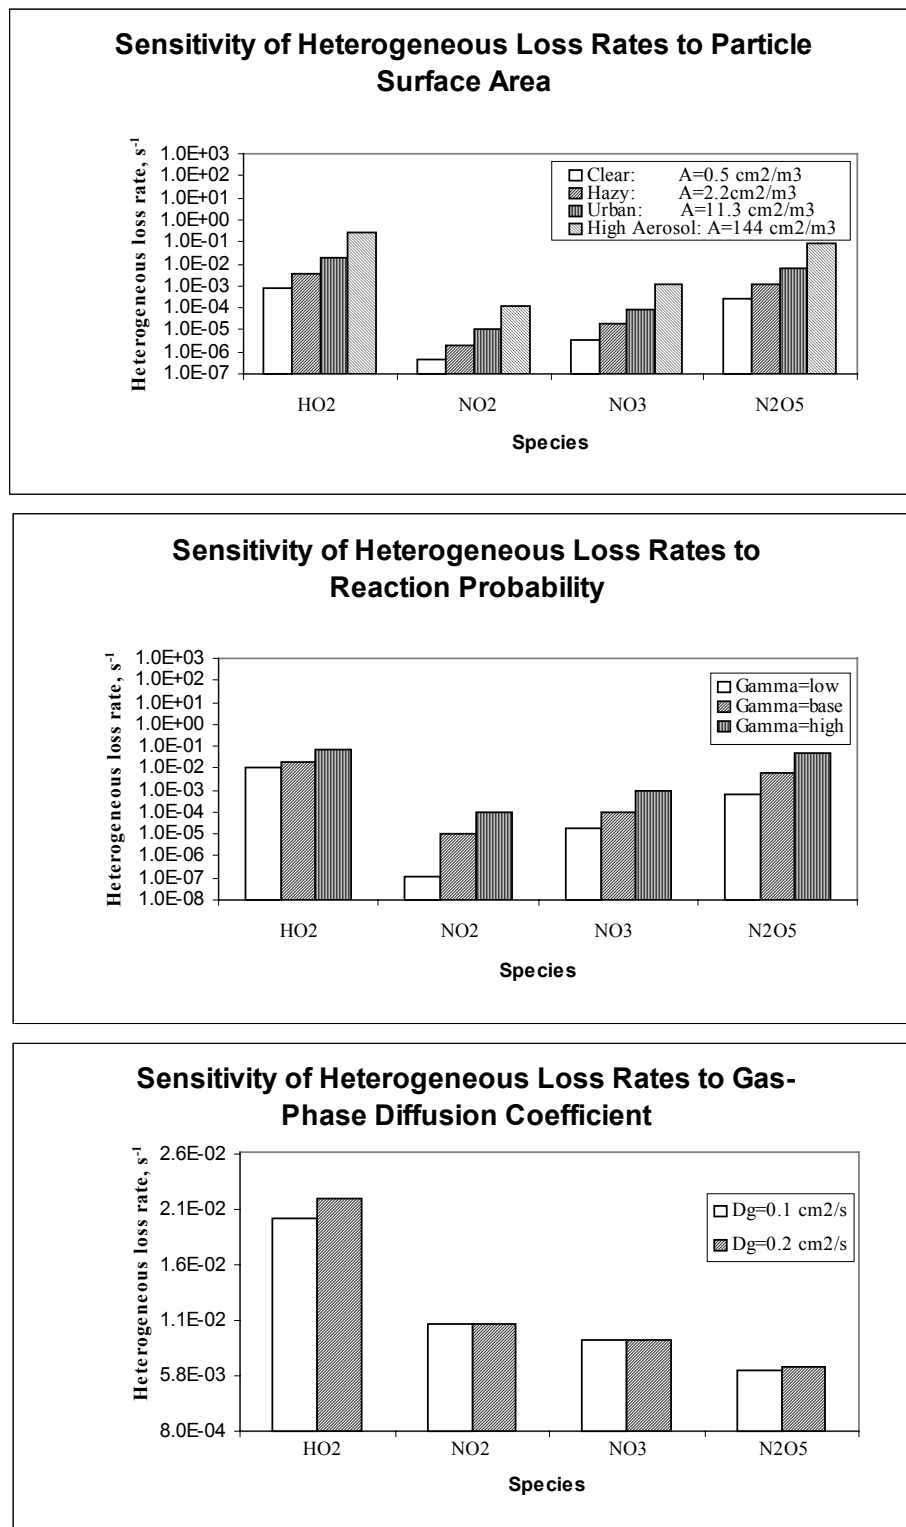 Sensitivity of Heterogeneous Loss Rates to Particle
Surface Area
Heterogeneous loss rate, s-1
1.0E+03
1.0E+02
1.0E+01
1.0E+00
1.0E-01
1.0E-02
1.0E-03
1.0E-04
1.0E-05
1.0E-06
1.0E-07
Clear: A=0.5 cm2/m3
Hazy: A=2.2cm2/m3
Urban: A=11.3 cm2/m3
High Aerosol: A=144 cm2/m3
HO2 NO2 NO3 N2O5
Species
Sensitivity of Heterogeneous Loss Rates to
Reaction Probability
Heterogeneous loss rate, s-1
1.0E+03
1.0E+02
1.0E+01
1.0E+00
1.0E-01
1.0E-02
1.0E-03
1.0E-04
1.0E-05
1.0E-06
1.0E-07
1.0E-08
Gamma=low
Gamma=base
Gamma=high
HO2 NO2 NO3 N2O5
Species
Sensitivity of Heterogeneous Loss Rates to Gas-
Phase Diffusion Coefficient
Heterogeneous loss rate, s-1
2.6E-02
2.1E-02
1.6E-02
1.1E-02
5.8E-03
8.0E-04
Dg=0.1 cm2/s
Dg=0.2 cm2/s
HO2 NO2 NO3 N2O5
Species